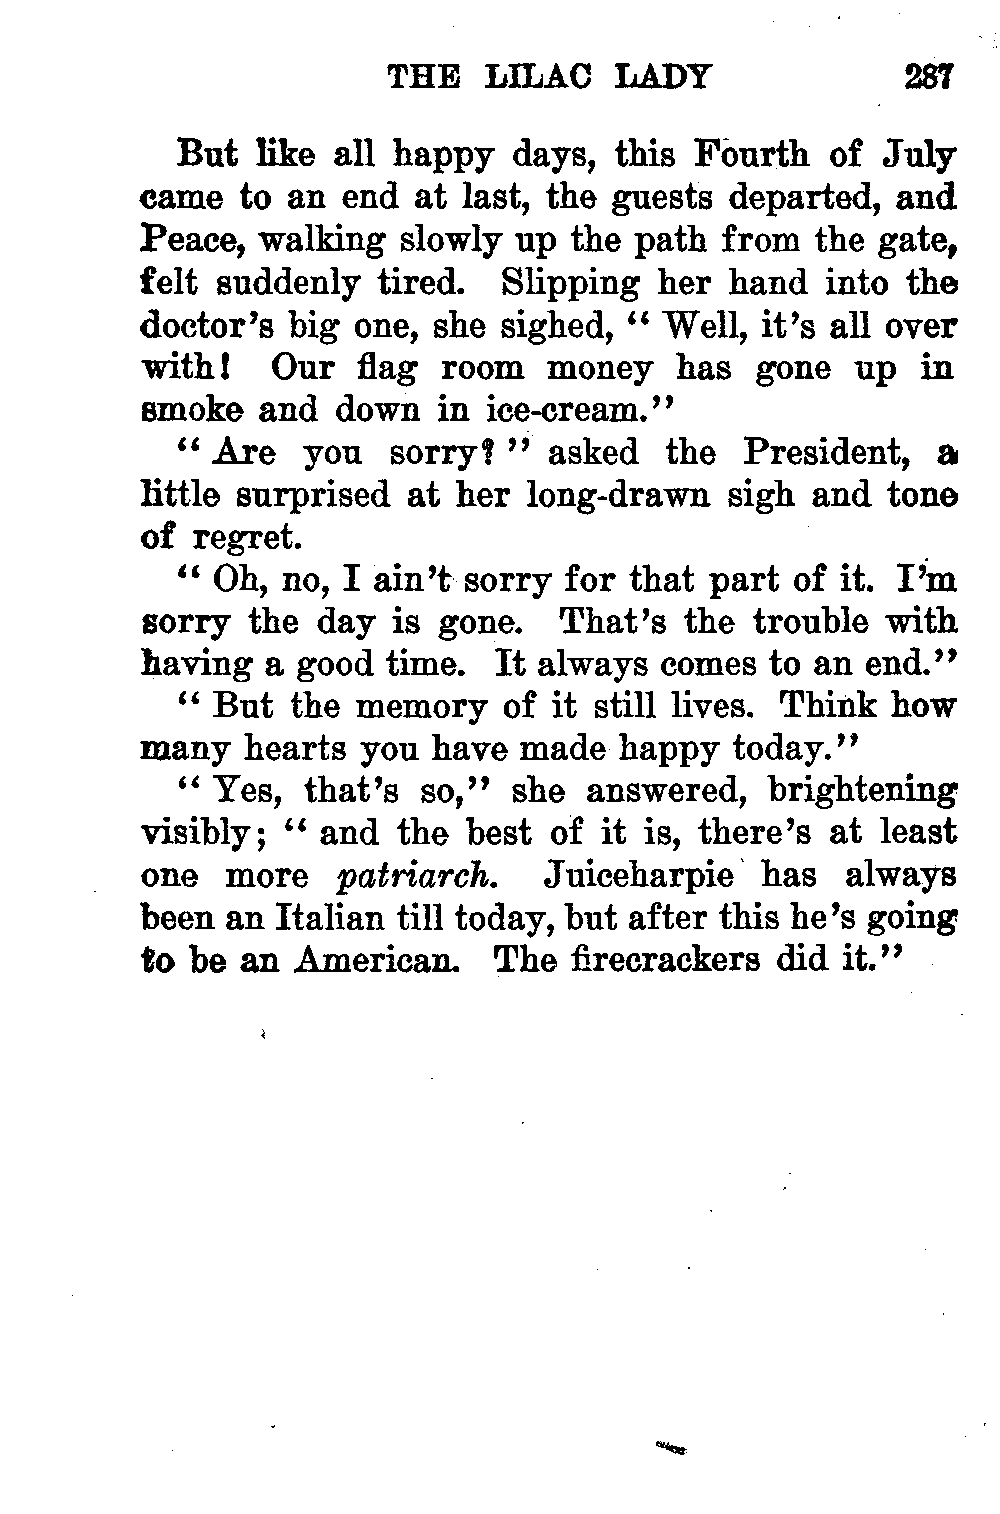 THE LILAC LADY 287
But like all happy days, this Fourth of July
came to an end at last, the guests departed, and
Peace, walking slowly up the path from the gate,
felt suddenly tired. Slipping her hand into the
doctor's big one, she sighed, “ Well, it's all over
with! Our flag room money has gone up in
smoke and down in ice-cream.”
“ Are you sorry? ” asked the President, a
little surprised at her long-drawn sigh and tone
of regret.
“ Oh, no, I ain't sorry for that part of it. I'm
sorry the day is gone. That's the trouble with
having a good time. It always comes to an end.”
“ But the memory of it still lives. Think how
many hearts you have made happy today.”
“ Yes, that's so,” she answered, brightening
visibly; “ and the best of it is, there's at least
one more patriarch. Juiceharpie has always
been an Italian till today, but after this he's going
to be an American. The firecrackers did it.”